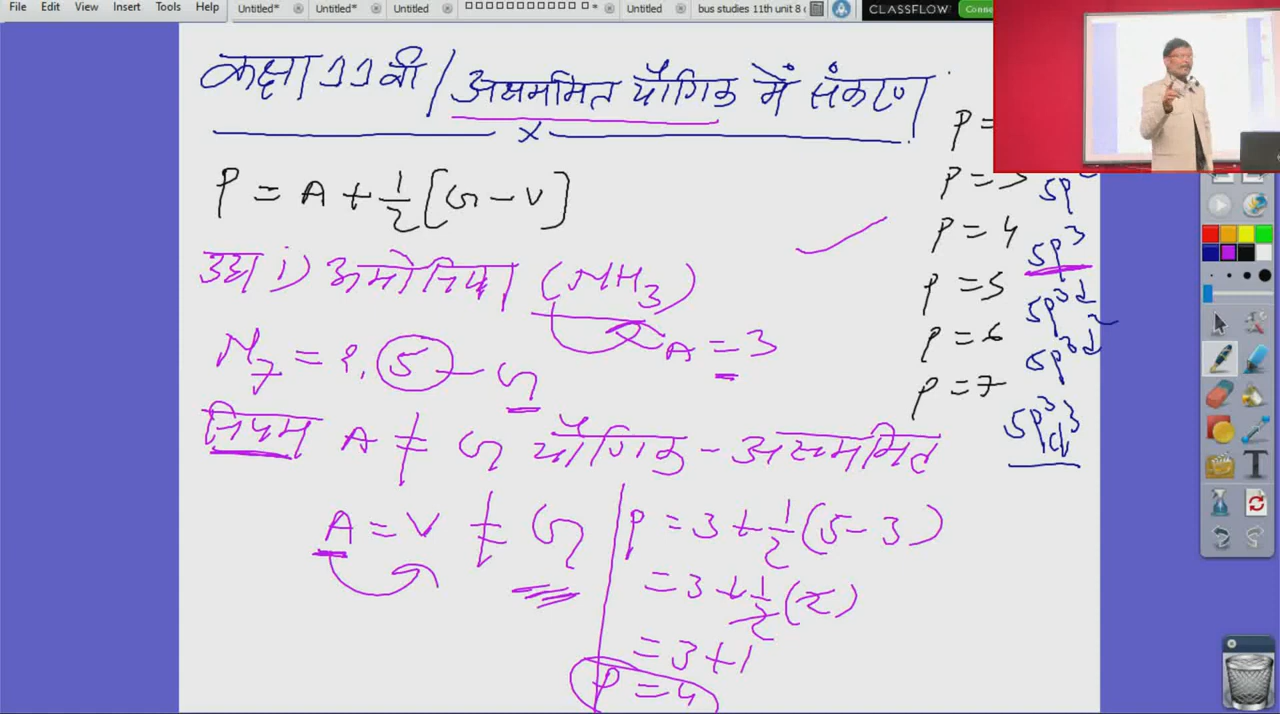 File Edit View Insert Tools Help Untitled* Untitled* Untitled Untitled bus studies 11th unit 8 CLASSFLOW Conne
कक्षा 11वी / असममित यौगिक में संकरण
x
P = A + 1/2 [G - V]
उदा i) अमोनिया (NH3)
A = 3
N7 = 2, 5 - G
नियम A ≠ G यौगिक - असममित
A = V ≠ G
P = 3 + 1/2 (5 - 3)
= 3 + 1/2 (2)
= 3 + 1
P = 4
P =
P = 3 sp2
P = 4 sp3
P = 5 sp3d
P = 6 sp3d2
P = 7 sp3d3